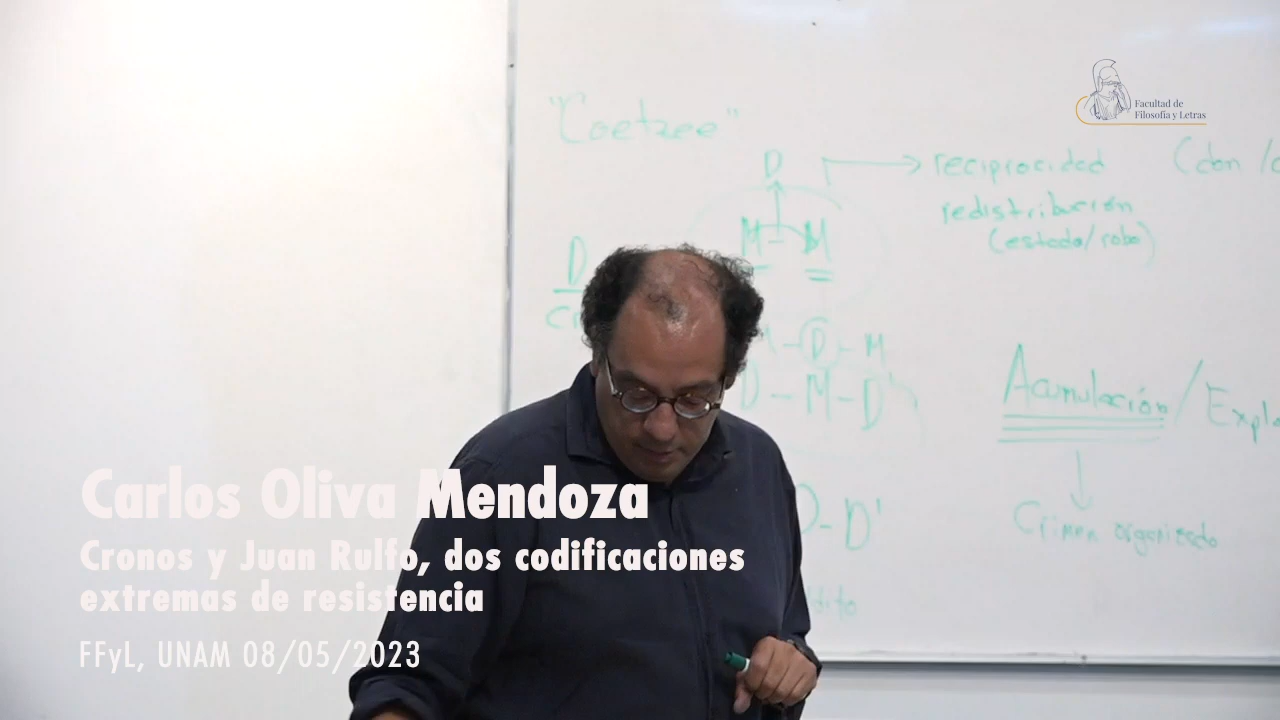 "Coetzee"
Facultad de
Filosofía y Letras
D
reciprocidad
redistribución
(estado/robo)
M - M
D
M - D - M
D - M - D'
Acumulación /
D - D'
Crimen organizado
Carlos Oliva Mendoza
Cronos y Juan Rulfo, dos codificaciones
extremas de resistencia
FFyL, UNAM 08/05/2023